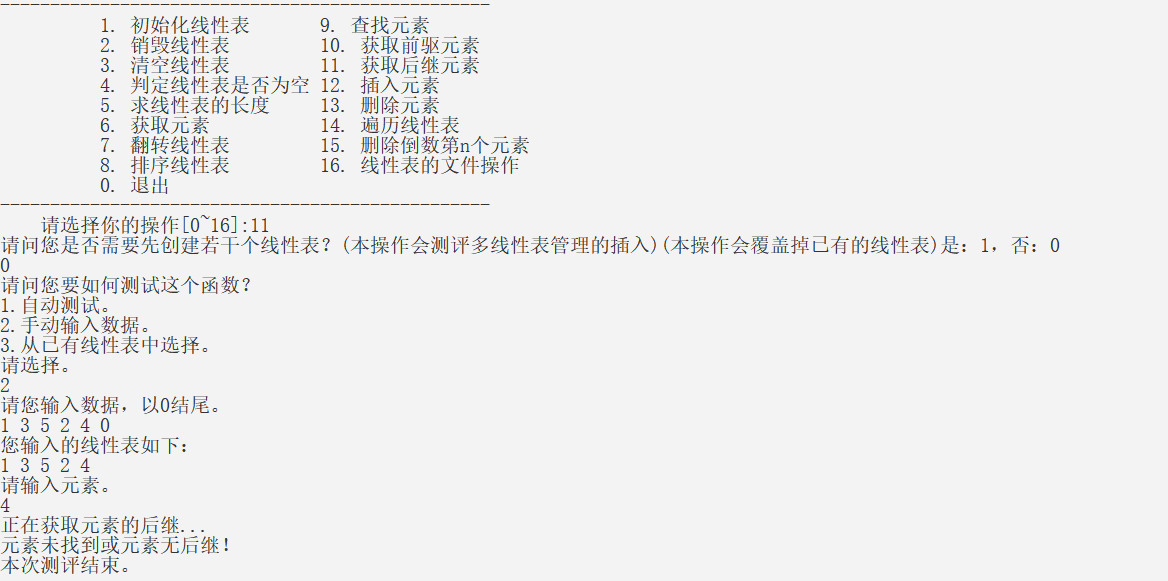 -------------------------------------------------
1. 初始化线性表 9. 查找元素
2. 销毁线性表 10. 获取前驱元素
3. 清空线性表 11. 获取后继元素
4. 判定线性表是否为空 12. 插入元素
5. 求线性表的长度 13. 删除元素
6. 获取元素 14. 遍历线性表
7. 翻转线性表 15. 删除倒数第n个元素
8. 排序线性表 16. 线性表的文件操作
0. 退出
-------------------------------------------------
请选择你的操作[0~16]:11
请问您是否需要先创建若干个线性表？(本操作会测评多线性表管理的插入)(本操作会覆盖掉已有的线性表)是：1，否：0
0
请问您要如何测试这个函数？
1.自动测试。
2.手动输入数据。
3.从已有线性表中选择。
请选择。
2
请您输入数据，以0结尾。
1 3 5 2 4 0
您输入的线性表如下：
1 3 5 2 4
请输入元素。
4
正在获取元素的后继...
元素未找到或元素无后继！
本次测评结束。